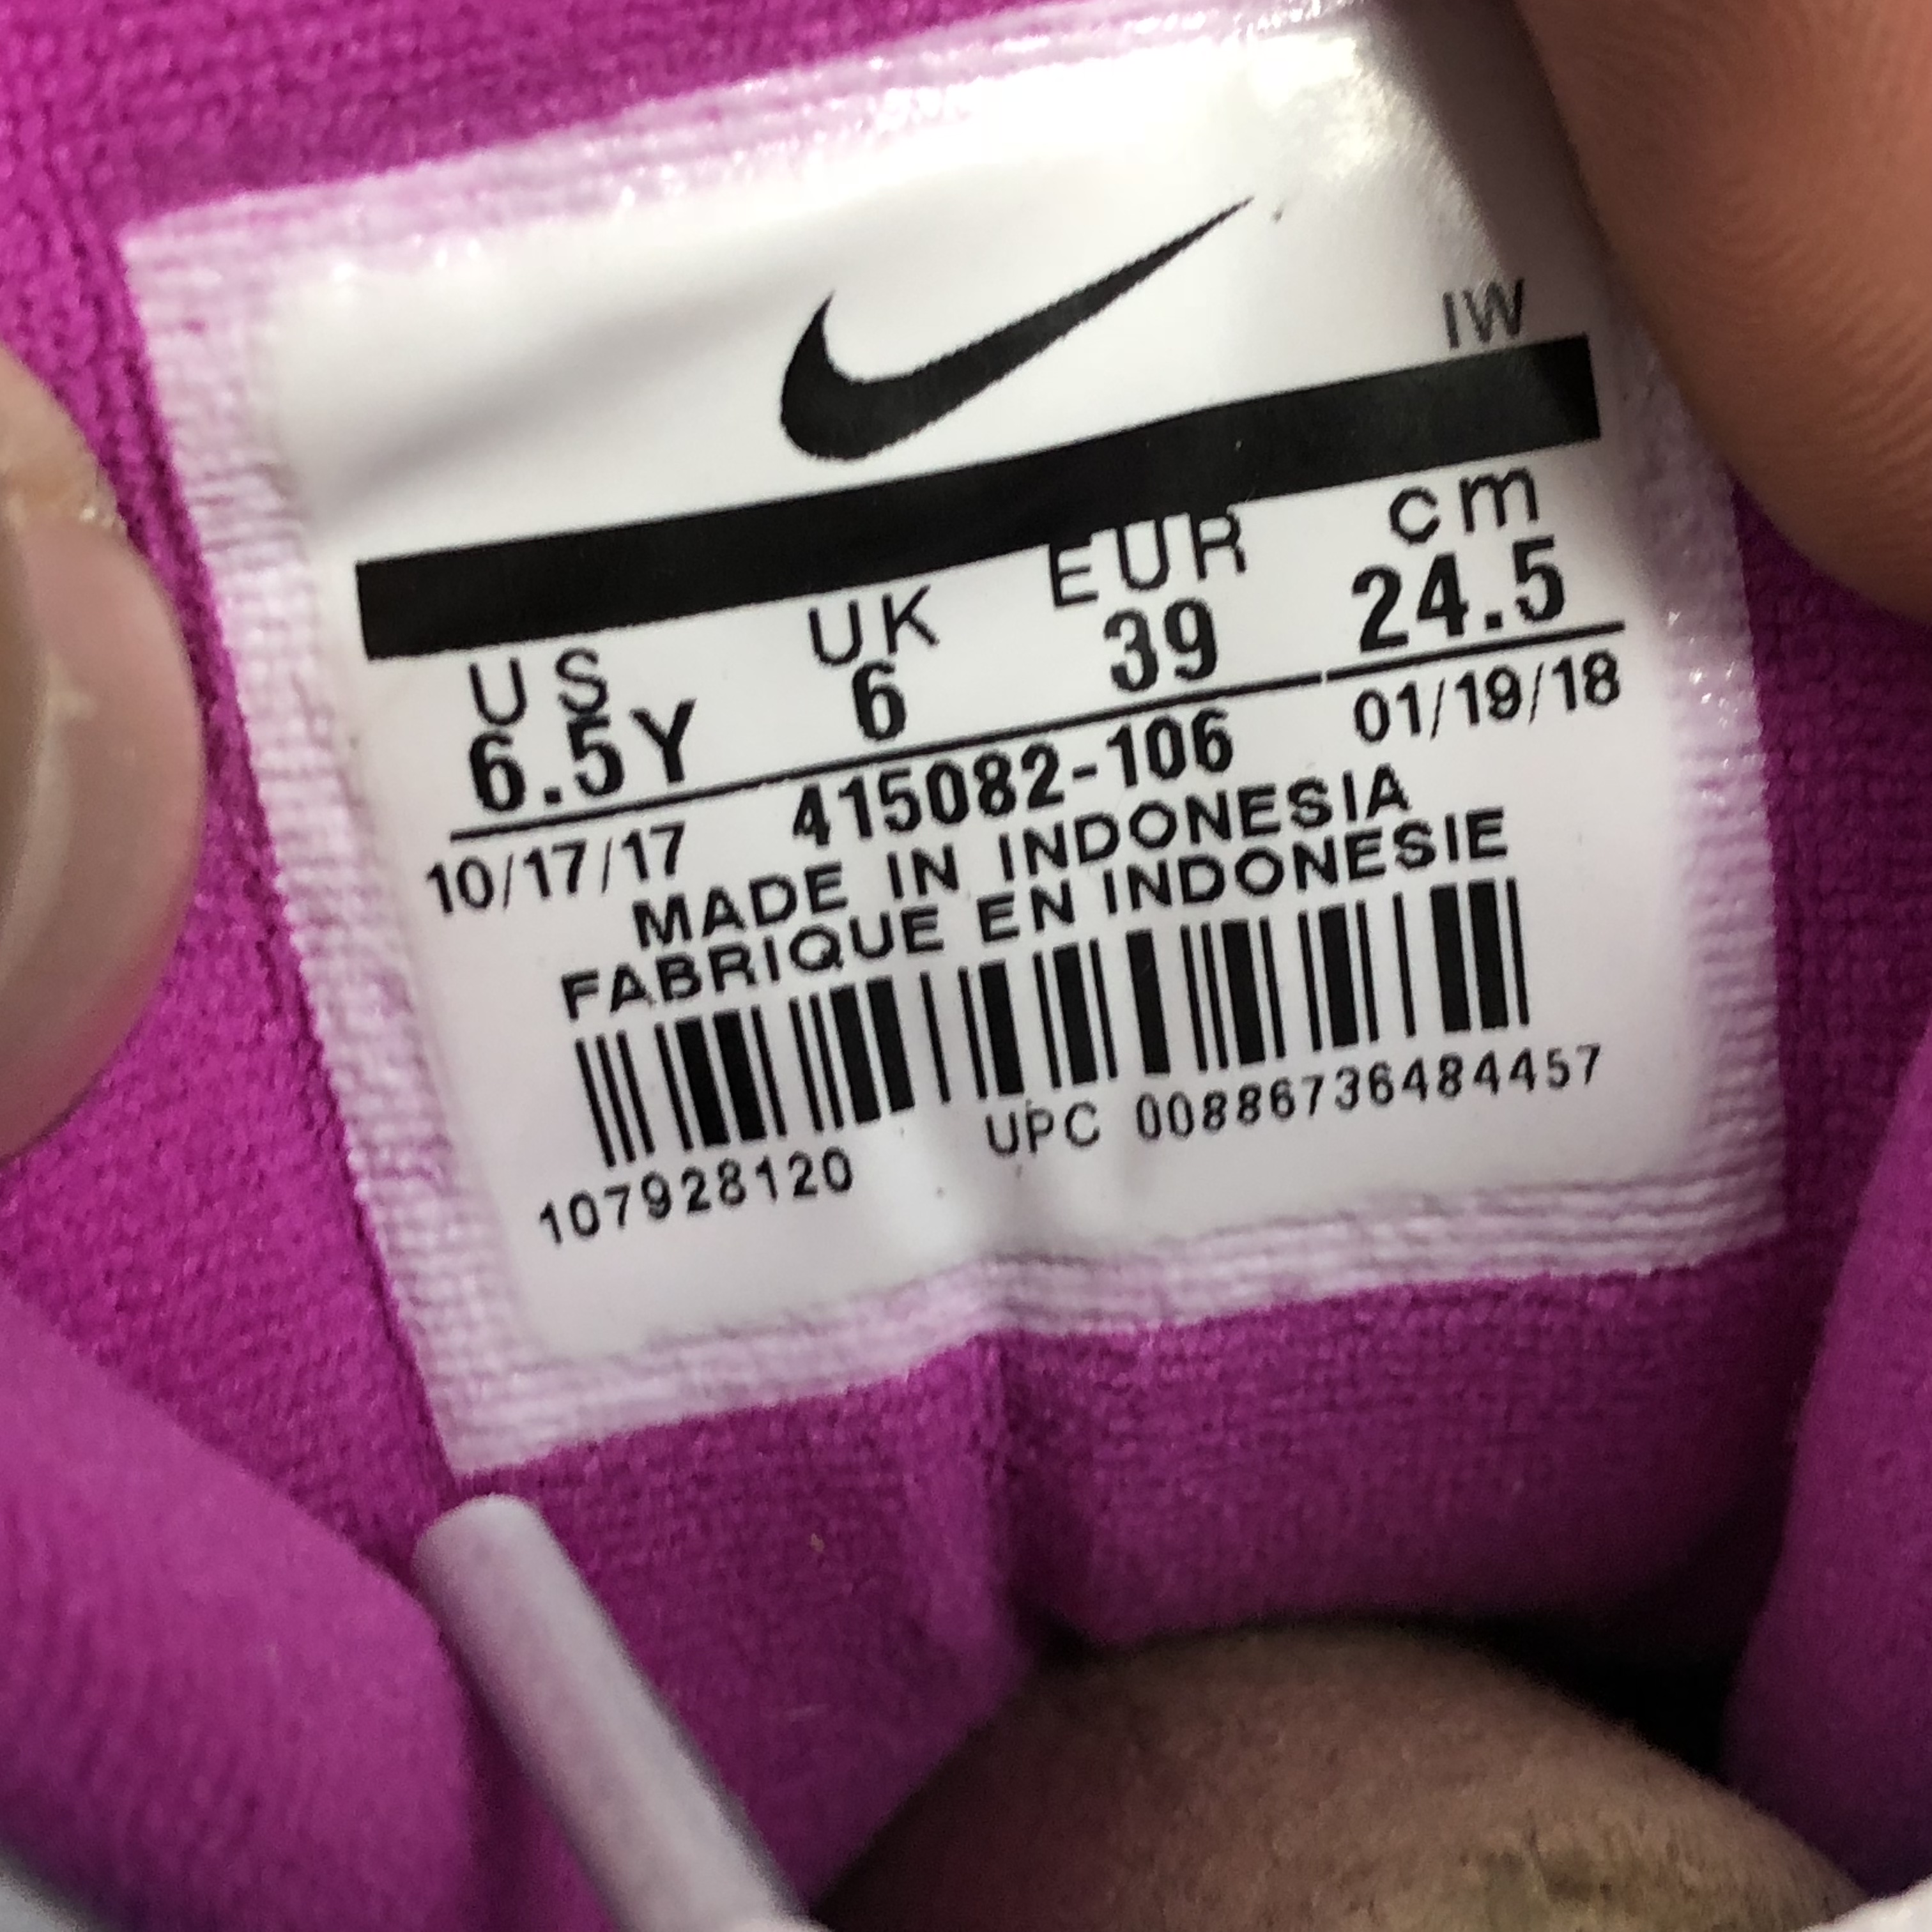 IW
US UK EUR cm
6.5Y 6 39 24.5
10/17/17 415082-106 01/19/18
MADE IN INDONESIA
FABRIQUE EN INDONESIE
107928120 UPC 00886736484457